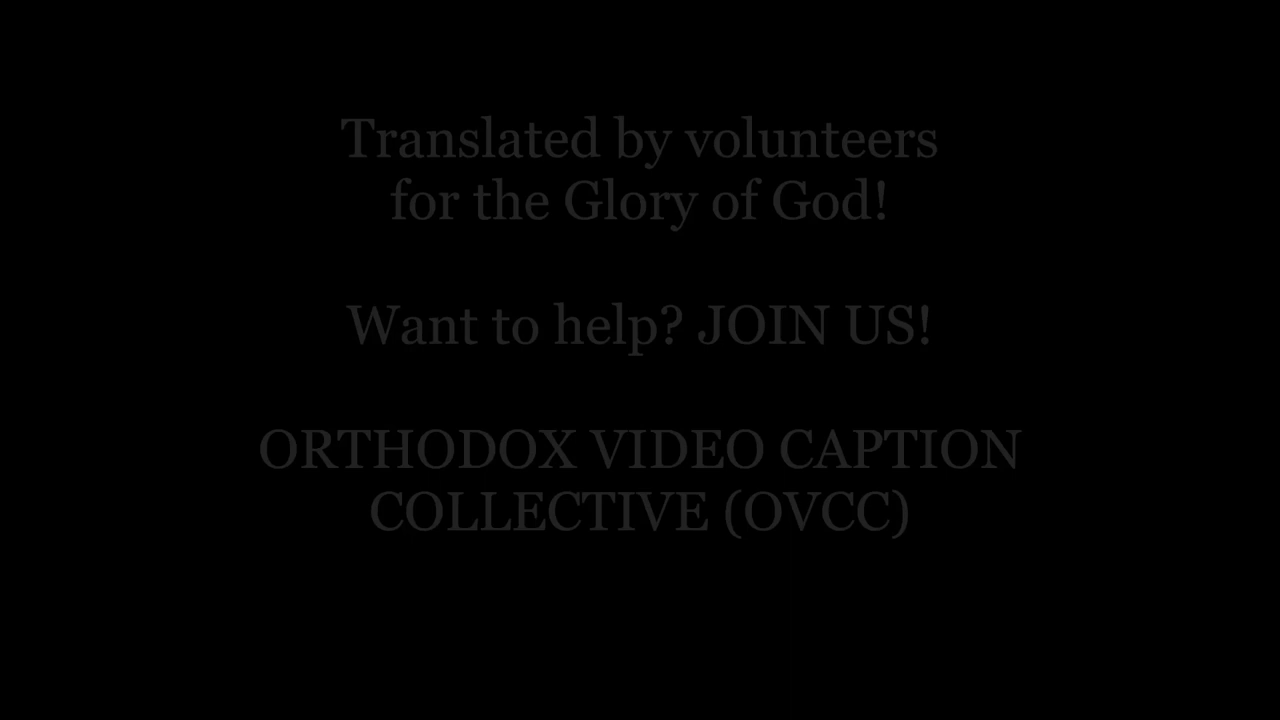 Translated by volunteers
for the Glory of God!
Want to help? JOIN US!
ORTHODOX VIDEO CAPTION
COLLECTIVE (OVCC)